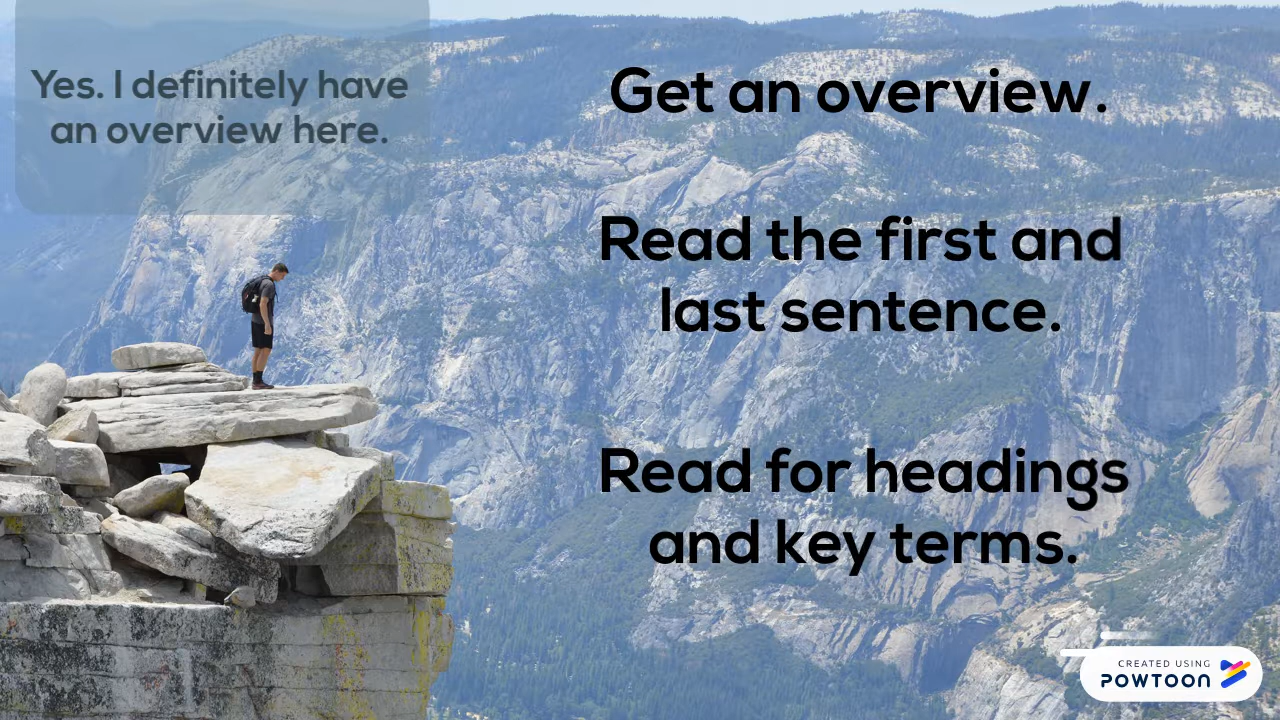 Yes. I definitely have
an overview here.
Get an overview.
Read the first and
last sentence.
Read for headings
and key terms.
CREATED USING
POWTOON